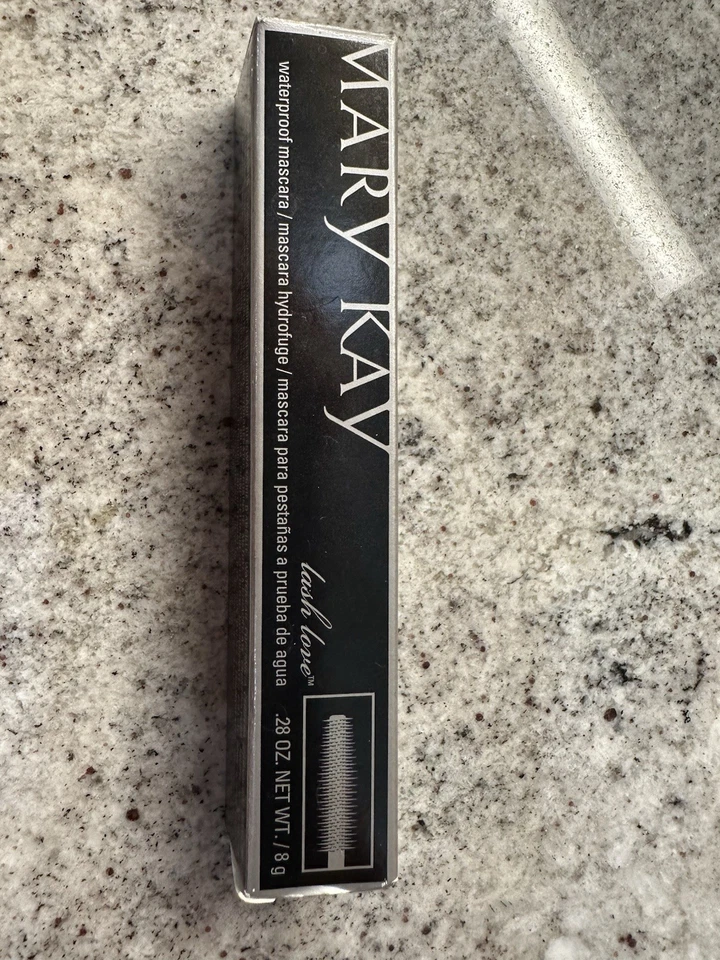 MARY KAY
lash love™
waterproof mascara / mascara hydrofuge / mascara para pestañas a prueba de agua
.28 OZ. NET WT. / 8 g